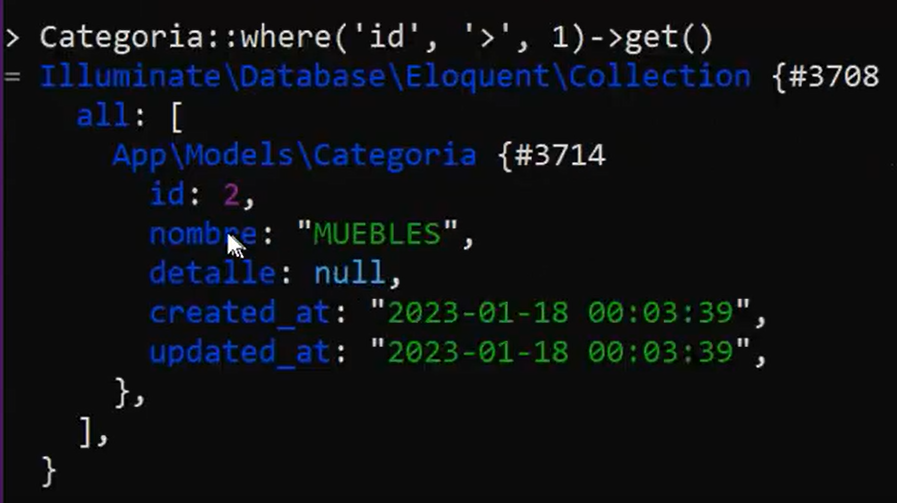 > Categoria::where('id', '>', 1)->get()
= Illuminate\Database\Eloquent\Collection {#3708
all: [
App\Models\Categoria {#3714
id: 2,
nombre: "MUEBLES",
detalle: null,
created_at: "2023-01-18 00:03:39",
updated_at: "2023-01-18 00:03:39",
},
],
}